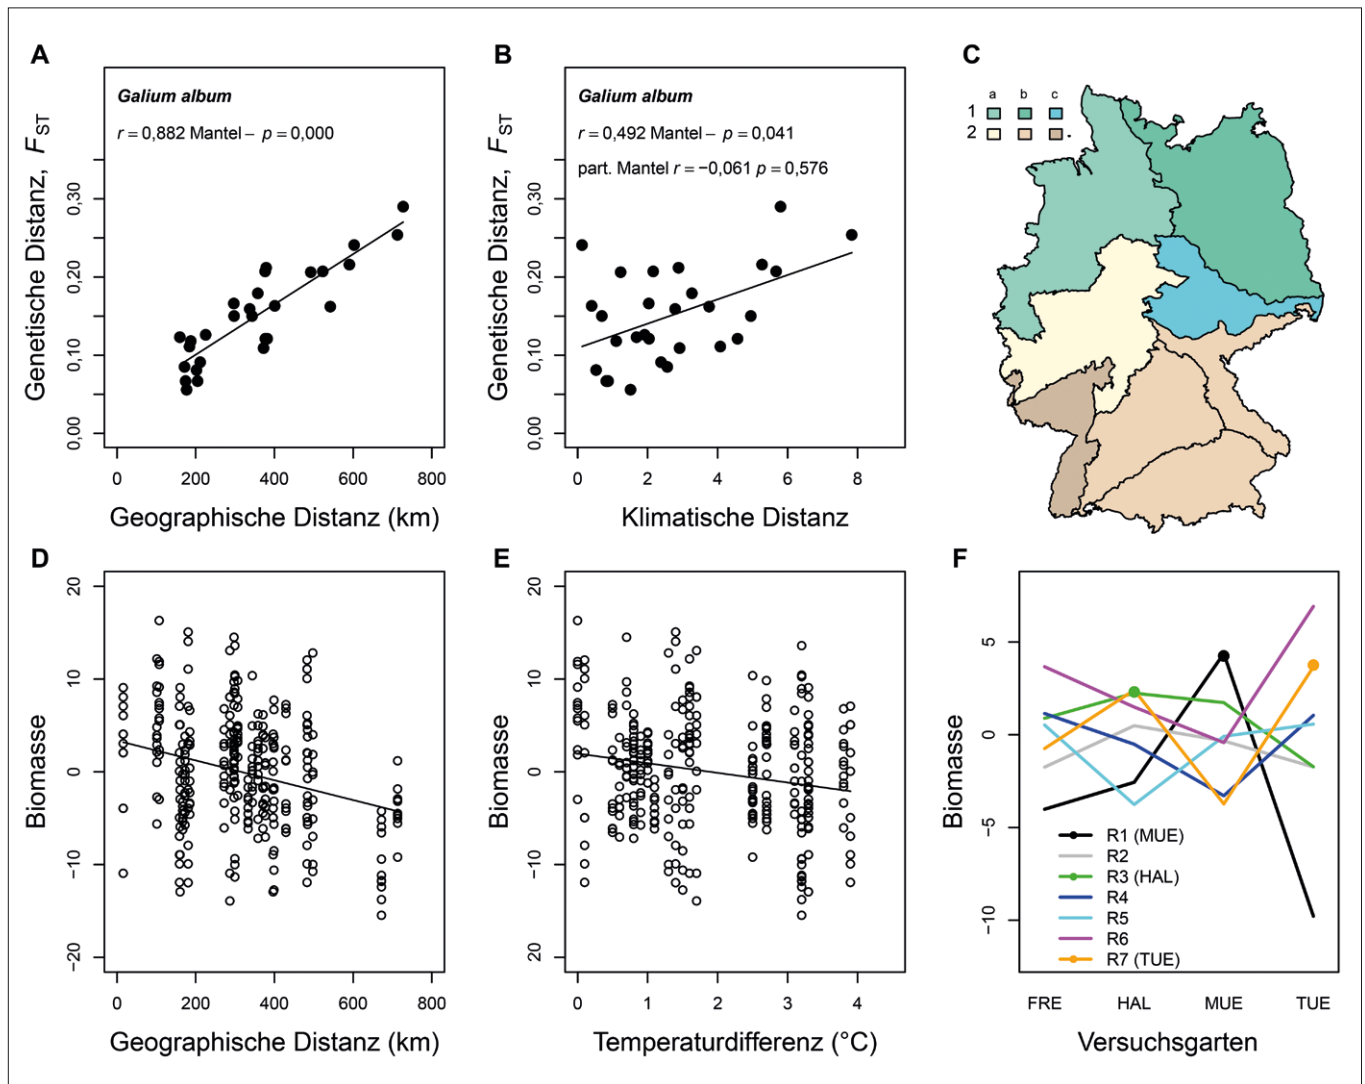 A
Galium album
r = 0,882 Mantel – p = 0,000
Genetische Distanz, FST
0,30
0,20
0,10
0,00
0 200 400 600 800
Geographische Distanz (km)
B
Galium album
r = 0,492 Mantel – p = 0,041
part. Mantel r = −0,061 p = 0,576
Genetische Distanz, FST
0,30
0,20
0,10
0,00
0 2 4 6 8
Klimatische Distanz
C
a b c
1
2
D
Biomasse
20
10
0
−10
−20
0 200 400 600 800
Geographische Distanz (km)
E
Biomasse
20
10
0
−10
20
0 1 2 3 4
Temperaturdifferenz (°C)
F
Biomasse
5
0
−5
−10
R1 (MUE)
R2
R3 (HAL)
R4
R5
R6
R7 (TUE)
FRE HAL MUE TUE
Versuchsgarten